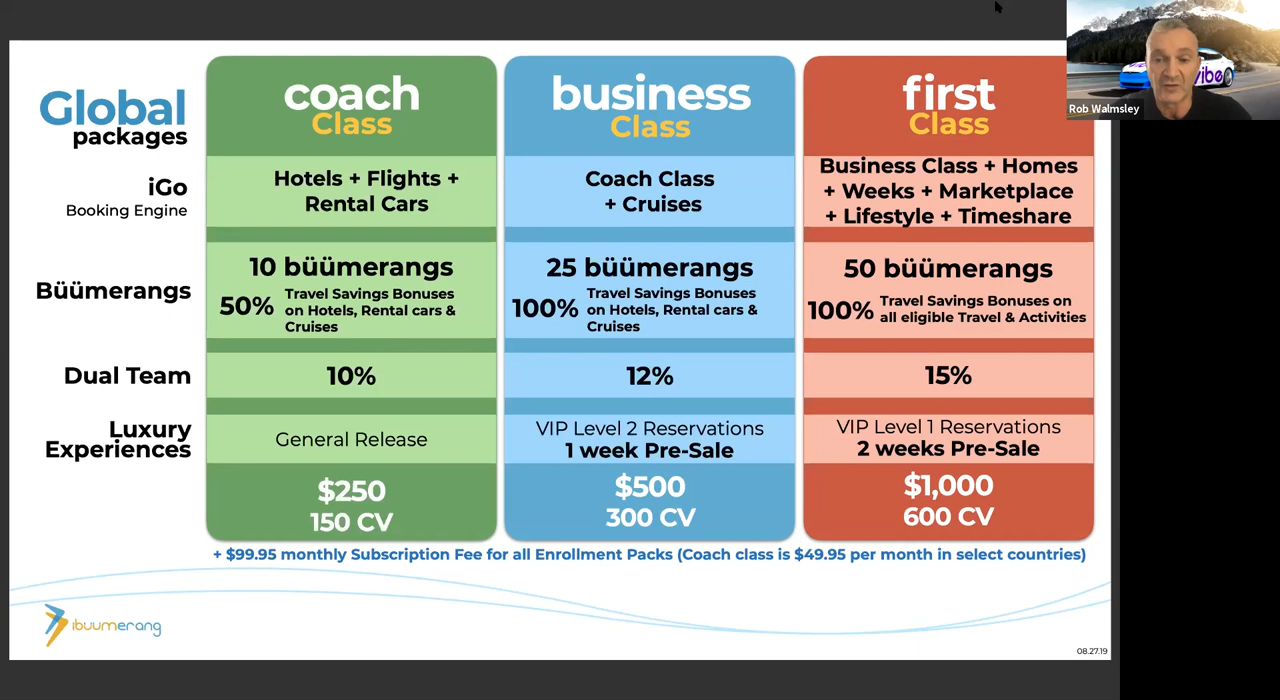 Global
packages
coach
Class
business
Class
first
Class
vibe
Rob Walmsley
iGo
Booking Engine
Hotels + Flights +
Rental Cars
Coach Class
+ Cruises
Business Class + Homes
+ Weeks + Marketplace
+ Lifestyle + Timeshare
Büümerangs
10 büümerangs
50% Travel Savings Bonuses
on Hotels, Rental cars &
Cruises
25 büümerangs
100% Travel Savings Bonuses
on Hotels, Rental cars &
Cruises
50 büümerangs
100% Travel Savings Bonuses on
all eligible Travel & Activities
Dual Team
10%
12%
15%
Luxury
Experiences
General Release
VIP Level 2 Reservations
1 week Pre-Sale
VIP Level 1 Reservations
2 weeks Pre-Sale
$250
150 CV
$500
300 CV
$1,000
600 CV
+ $99.95 monthly Subscription Fee for all Enrollment Packs (Coach class is $49.95 per month in select countries)
ibuumerang
08.27.19